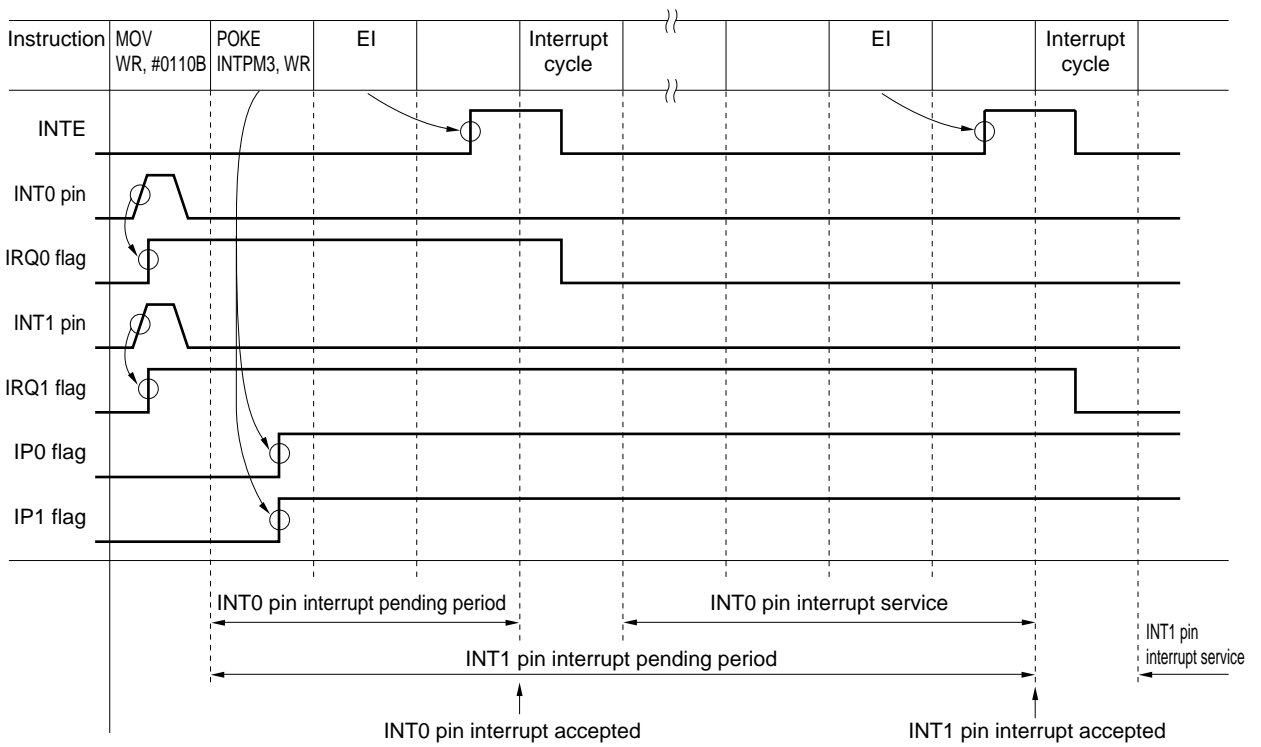 Instruction
MOV
WR, #0110B
POKE
INTPM3, WR
EI
Interrupt
cycle
EI
Interrupt
cycle
INTE
INT0 pin
IRQ0 flag
INT1 pin
IRQ1 flag
IP0 flag
IP1 flag
INT0 pin interrupt pending period
INT0 pin interrupt service
INT1 pin
interrupt service
INT1 pin interrupt pending period
INT0 pin interrupt accepted
INT1 pin interrupt accepted